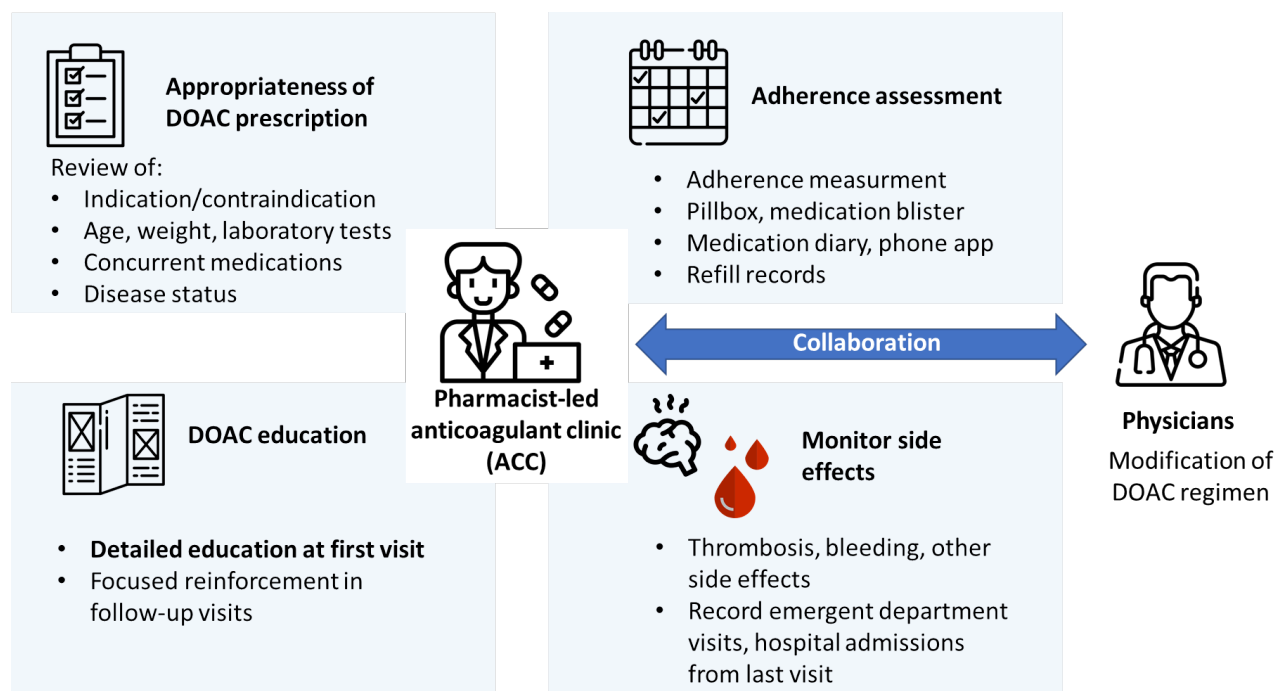 Appropriateness of
DOAC prescription
Review of:
• Indication/contraindication
• Age, weight, laboratory tests
• Concurrent medications
• Disease status
Adherence assessment
• Adherence measurment
• Pillbox, medication blister
• Medication diary, phone app
• Refill records
Pharmacist-led
anticoagulant clinic
(ACC)
Collaboration
Physicians
Modification of
DOAC regimen
DOAC education
• Detailed education at first visit
• Focused reinforcement in
follow-up visits
Monitor side
effects
• Thrombosis, bleeding, other
side effects
• Record emergent department
visits, hospital admissions
from last visit